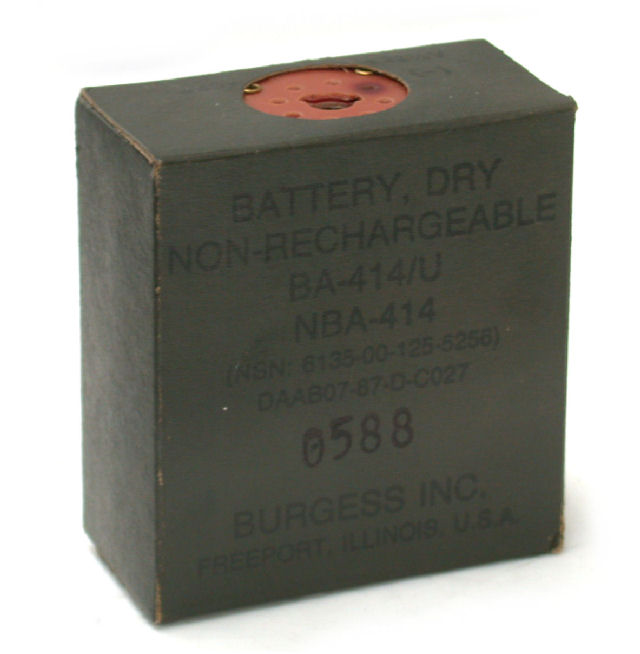 BATTERY, DRY
NON-RECHARGEABLE
BA-414/U
NBA-414
(NSN: 6135-00-125-5256)
DAAB07-87-D-C027
0588
BURGESS INC.
FREEPORT, ILLINOIS, U.S.A.